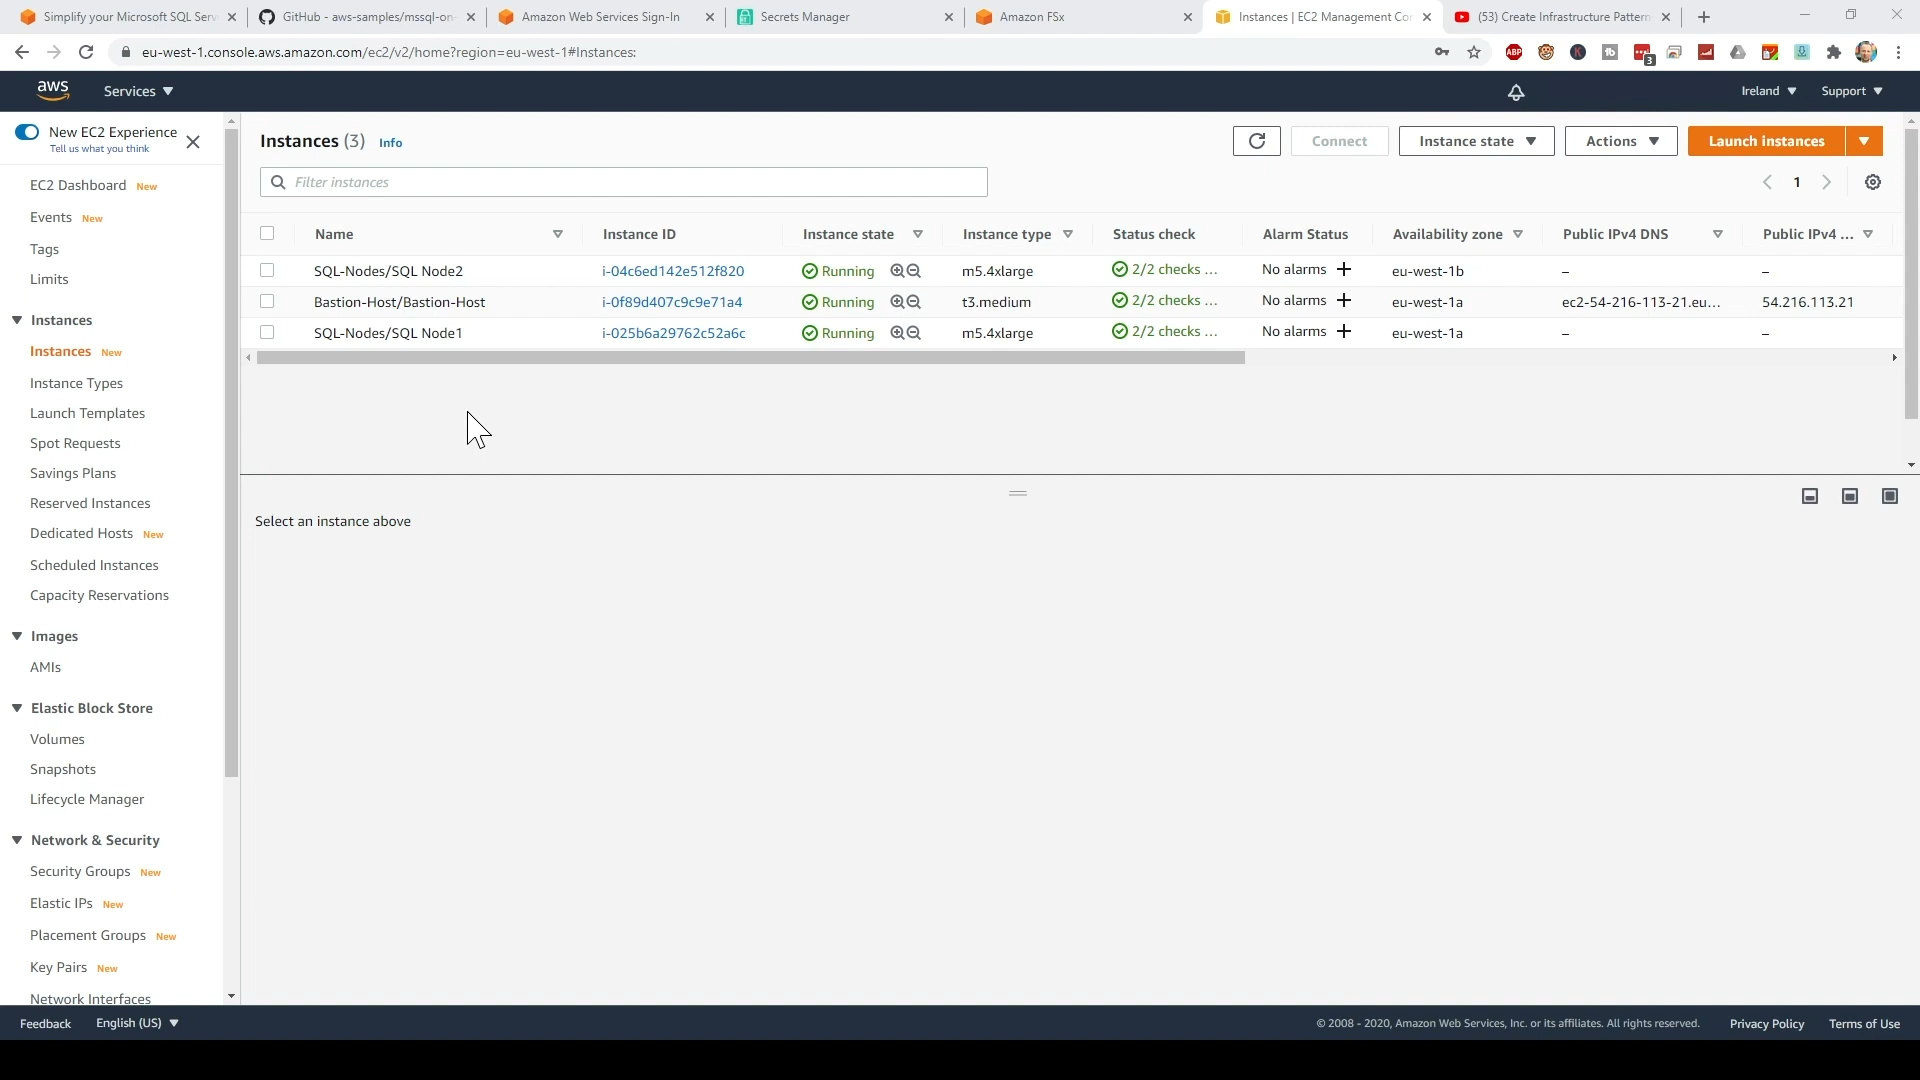 Simplify your Microsoft SQL Serv
GitHub - aws-samples/mssql-on-
Amazon Web Services Sign-In
Secrets Manager
Amazon FSx
Instances | EC2 Management Co
(53) Create Infrastructure Pattern
eu-west-1.console.aws.amazon.com/ec2/v2/home?region=eu-west-1#Instances:
ABP
3
aws
Services
Ireland
Support
New EC2 Experience
Tell us what you think
EC2 Dashboard New
Events New
Tags
Limits
Instances
Instances New
Instance Types
Launch Templates
Spot Requests
Savings Plans
Reserved Instances
Dedicated Hosts New
Scheduled Instances
Capacity Reservations
Images
AMIs
Elastic Block Store
Volumes
Snapshots
Lifecycle Manager
Network & Security
Security Groups New
Elastic IPs New
Placement Groups New
Key Pairs New
Network Interfaces
Instances (3) Info
Connect
Instance state
Actions
Launch instances
Filter instances
1
Name Instance ID Instance state Instance type Status check Alarm Status Availability zone Public IPv4 DNS Public IPv4 ...
SQL-Nodes/SQL Node2 i-04c6ed142e512f820 Running m5.4xlarge 2/2 checks ... No alarms + eu-west-1b – –
Bastion-Host/Bastion-Host i-0f89d407c9c9e71a4 Running t3.medium 2/2 checks ... No alarms + eu-west-1a ec2-54-216-113-21.eu... 54.216.113.21
SQL-Nodes/SQL Node1 i-025b6a29762c52a6c Running m5.4xlarge 2/2 checks ... No alarms + eu-west-1a – –
Select an instance above
Feedback
English (US)
© 2008 - 2020, Amazon Web Services, Inc. or its affiliates. All rights reserved.
Privacy Policy
Terms of Use